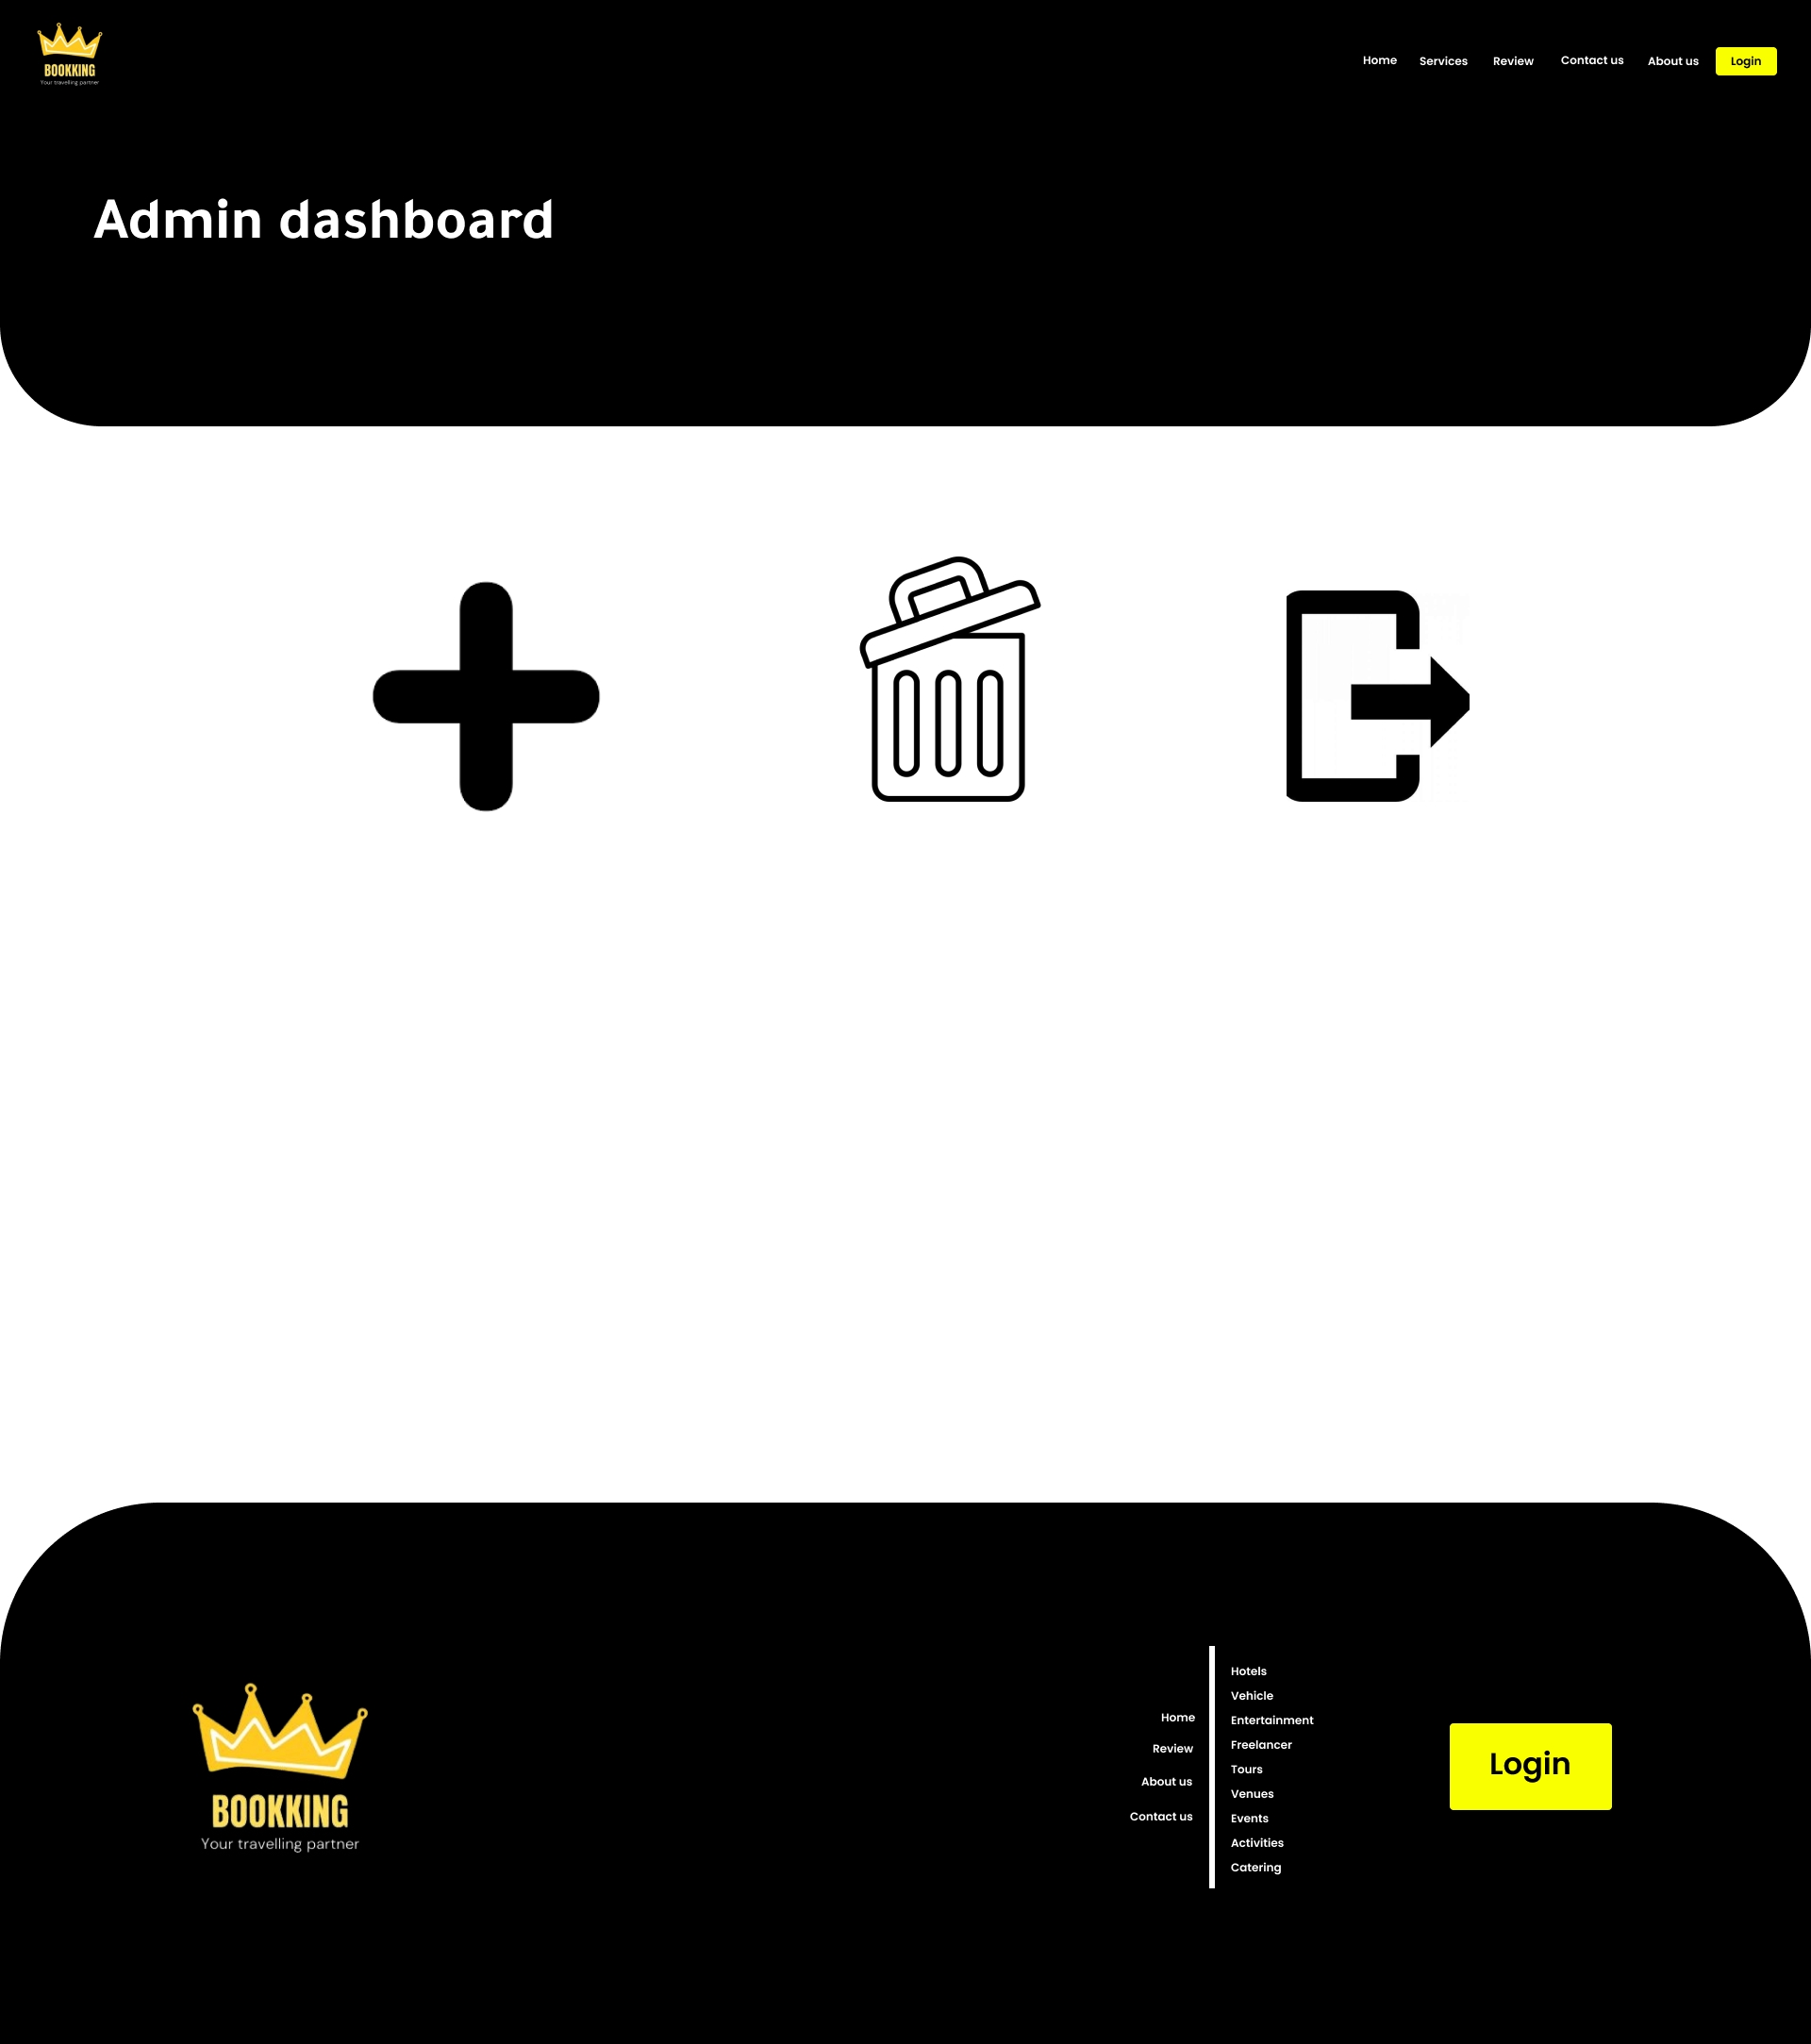 BOOKKING
Your travelling partner
Home Services Review Contact us About us Login
Admin dashboard
BOOKKING
Your travelling partner
Home
Review
About us
Contact us
Hotels
Vehicle
Entertainment
Freelancer
Tours
Venues
Events
Activities
Catering
Login